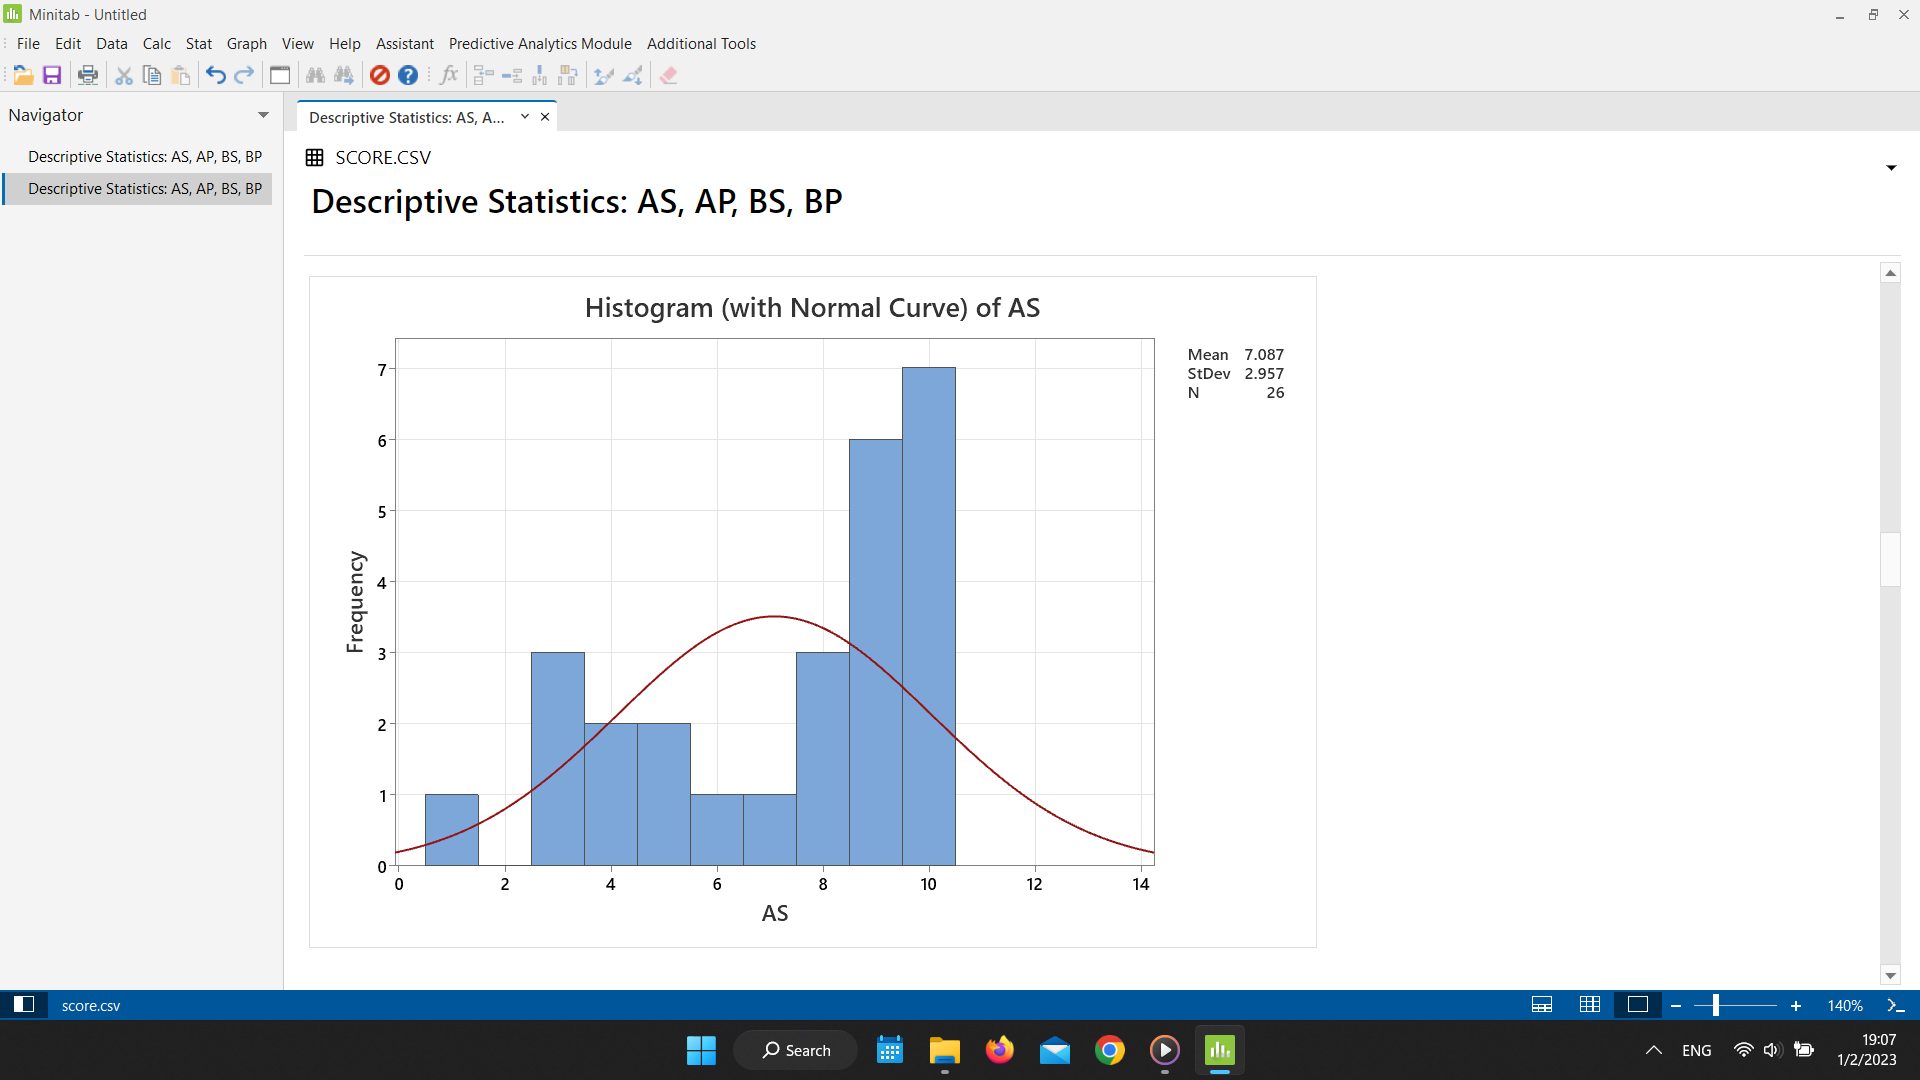 Minitab - Untitled
File Edit Data Calc Stat Graph View Help Assistant Predictive Analytics Module Additional Tools
Navigator
Descriptive Statistics: AS, AP, BS, BP
Descriptive Statistics: AS, AP, BS, BP
Descriptive Statistics: AS, A...
SCORE.CSV
Descriptive Statistics: AS, AP, BS, BP
Histogram (with Normal Curve) of AS
Mean 7.087
StDev 2.957
N 26
Frequency
7
6
5
4
3
2
1
0
0 2 4 6 8 10 12 14
AS
score.csv
140%
Search
ENG
19:07
1/2/2023